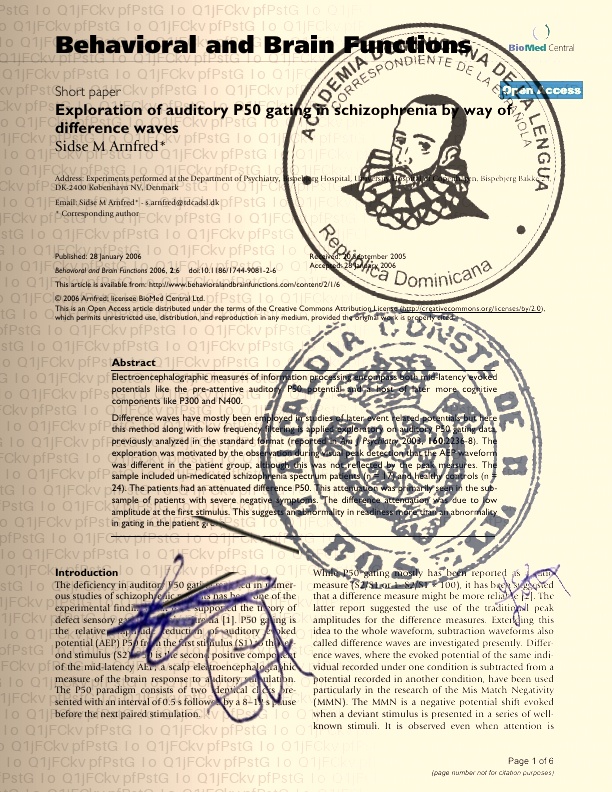 Behavioral and Brain Functions
BioMed Central
Short paper
Open Access
Exploration of auditory P50 gating in schizophrenia by way of
difference waves
Sidse M Arnfred*
Address: Experiments performed at the Department of Psychiatry, Bispebjerg Hospital, University Hospital of Copenhagen, Bispebjerg Bakke 23,
DK-2400 København NV, Denmark
Email: Sidse M Arnfred* - s.arnfred@tdcadsl.dk
* Corresponding author
Published: 28 January 2006
Behavioral and Brain Functions 2006, 2:6 doi:10.1186/1744-9081-2-6
Received: 20 September 2005
Accepted: 28 January 2006
This article is available from: http://www.behavioralandbrainfunctions.com/content/2/1/6
© 2006 Arnfred; licensee BioMed Central Ltd.
This is an Open Access article distributed under the terms of the Creative Commons Attribution License (http://creativecommons.org/licenses/by/2.0),
which permits unrestricted use, distribution, and reproduction in any medium, provided the original work is properly cited.
ACADEMIA DOMINICANA DE LA LENGUA
CORRESPONDIENTE DE LA ESPAÑOLA
República Dominicana
Abstract
Electroencephalographic measures of information processing encompass both mid-latency evoked
potentials like the pre-attentive auditory P50 potential and a host of later more cognitive
components like P300 and N400.
Difference waves have mostly been employed in studies of later event related potentials but here
this method along with low frequency filtering is applied exploratory on auditory P50 gating data,
previously analyzed in the standard format (reported in Am J Psychiatry 2003, 160:2236-8). The
exploration was motivated by the observation during visual peak detection that the AEP waveform
was different in the patient group, although this was not reflected by the peak measures. The
sample included un-medicated schizophrenia spectrum patients (n = 17) and healthy controls (n =
24). The patients had an attenuated difference P50. This attenuation was primarily seen in the sub-
sample of patients with severe negative symptoms. The difference attenuation was due to low
amplitude at the first stimulus. This suggests an abnormality in readiness more than an abnormality
in gating in the patient
Introduction
The deficiency in auditory P50 gating in numer-
ous studies of schizophrenic has one of the
experimental supported the theory of
defect sensory [1]. P50 gating is
the relative reduction auditory evoked
potential (AEP) P50 from the first stimulus (S1) to the sec-
ond stimulus (S2) is the second positive component
of the mid-latency AEP, a scalp electroencephalographic
measure of the brain response to auditory stimulation.
The P50 paradigm consists of two identical clicks pre-
sented with an interval of 0.5 s followed by a 8–12 s pause
before the next paired stimulation.
While P50 gating mostly has been reported as ratio
measure (S2/S1 or 1-S2/S1 * 100), it has been suggested
that a difference measure might be more reliable [2]. The
latter report suggested the use of the traditional peak
amplitudes for the difference measures. Extending this
idea to the whole waveform, subtraction waveforms also
called difference waves are investigated presently. Differ-
ence waves, where the evoked potential of the same indi-
vidual recorded under one condition is subtracted from a
potential recorded in another condition, have been used
particularly in the research of the Mis Match Negativity
(MMN). The MMN is a negative potential shift evoked
when a deviant stimulus is presented in a series of well-
known stimuli. It is observed even when attention is
Page 1 of 6
(page number not for citation purposes)